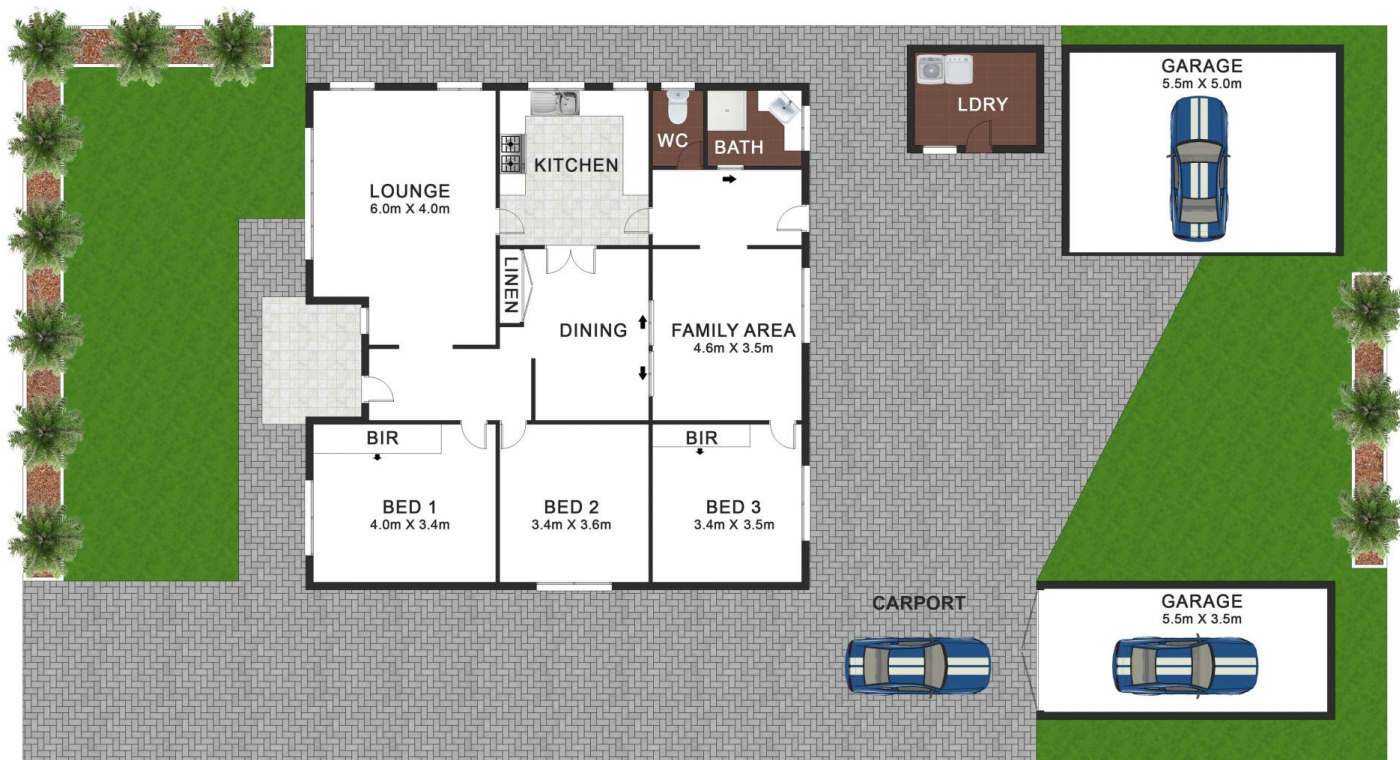 GARAGE
5.5m X 5.0m
LDRY
WC
BATH
KITCHEN
LOUNGE
6.0m X 4.0m
LINEN
DINING
FAMILY AREA
4.6m X 3.5m
BIR
BED 1
4.0m X 3.4m
BED 2
3.4m X 3.6m
BIR
BED 3
3.4m X 3.5m
CARPORT
GARAGE
5.5m X 3.5m